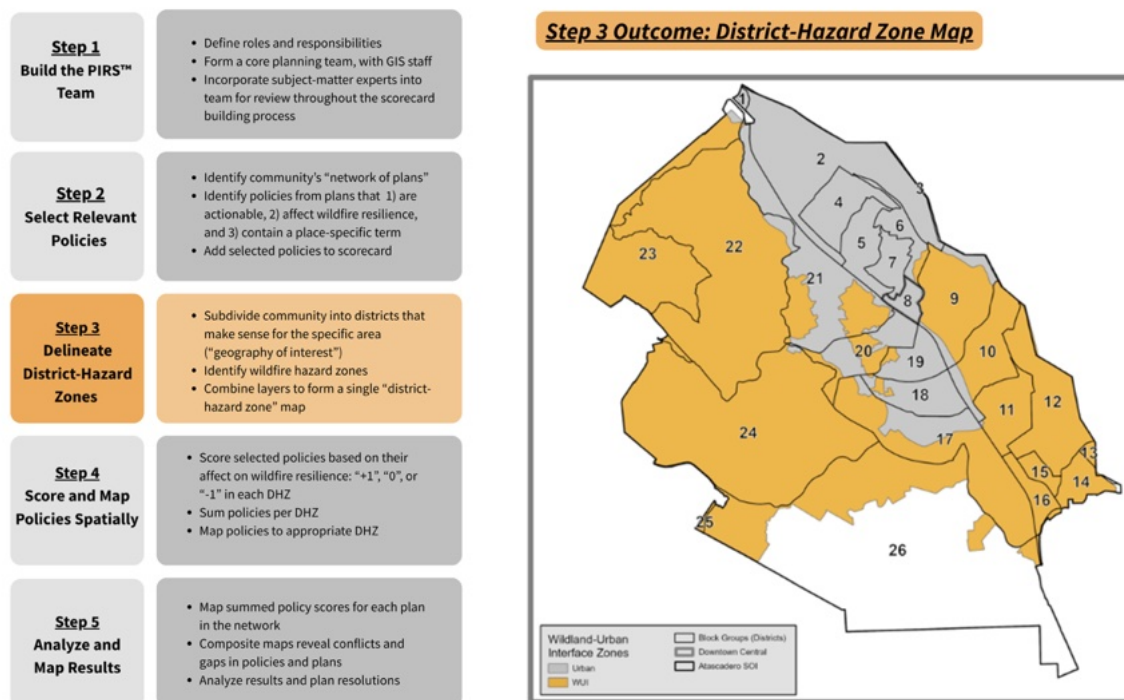 Step 1
Build the PIRS™
Team
• Define roles and responsibilities
• Form a core planning team, with GIS staff
• Incorporate subject-matter experts into
team for review throughout the scorecard
building process
Step 2
Select Relevant
Policies
• Identify community's “network of plans”
• Identify policies from plans that 1) are
actionable, 2) affect wildfire resilience,
and 3) contain a place-specific term
• Add selected policies to scorecard
Step 3
Delineate
District-Hazard
Zones
• Subdivide community into districts that
make sense for the specific area
(“geography of interest”)
• Identify wildfire hazard zones
• Combine layers to form a single “district-
hazard zone” map
Step 4
Score and Map
Policies Spatially
• Score selected policies based on their
affect on wildfire resilience: “+1”, “0”, or
“-1” in each DHZ
• Sum policies per DHZ
• Map policies to appropriate DHZ
Step 5
Analyze and
Map Results
• Map summed policy scores for each plan
in the network
• Composite maps reveal conflicts and
gaps in policies and plans
• Analyze results and plan resolutions
Step 3 Outcome: District-Hazard Zone Map
1
2
3
4
6
5
7
22
23
21
8
9
20
19
10
18
11
12
24
17
13
15
14
16
25
26
Wildland-Urban
Interface Zones
Urban
WUI
Block Groups (Districts)
Downtown Central
Atascadero SOI